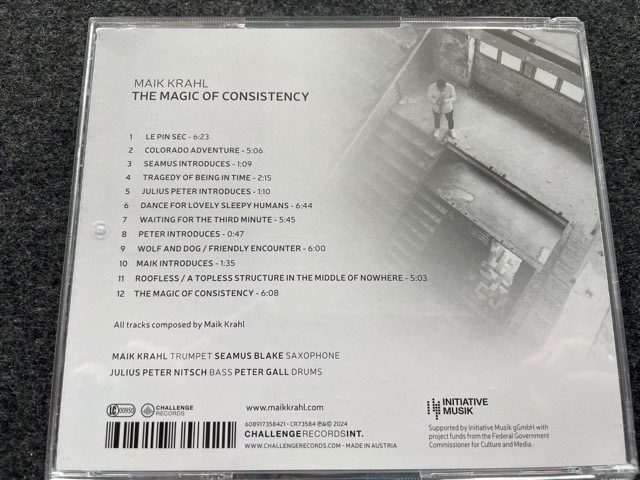 MAIK KRAHL
THE MAGIC OF CONSISTENCY
1 LE PIN SEC - 6:23
2 COLORADO ADVENTURE - 5:06
3 SEAMUS INTRODUCES - 1:09
4 TRAGEDY OF BEING IN TIME - 2:15
5 JULIUS PETER INTRODUCES - 1:10
6 DANCE FOR LOVELY SLEEPY HUMANS - 6:44
7 WAITING FOR THE THIRD MINUTE - 5:45
8 PETER INTRODUCES - 0:47
9 WOLF AND DOG / FRIENDLY ENCOUNTER - 6:00
10 MAIK INTRODUCES - 1:35
11 ROOFLESS / A TOPLESS STRUCTURE IN THE MIDDLE OF NOWHERE - 5:03
12 THE MAGIC OF CONSISTENCY - 6:08
All tracks composed by Maik Krahl
MAIK KRAHL TRUMPET SEAMUS BLAKE SAXOPHONE
JULIUS PETER NITSCH BASS PETER GALL DRUMS
LC 00950
CHALLENGE
RECORDS
www.maikkrahl.com
608917358421 - CR73584 ℗&© 2024
CHALLENGERECORDSINT.
WWW.CHALLENGERECORDS.COM - MADE IN AUSTRIA
INITIATIVE
MUSIK
Supported by Initiative Musik gGmbH with
project funds from the Federal Government
Commissioner for Culture and Media.